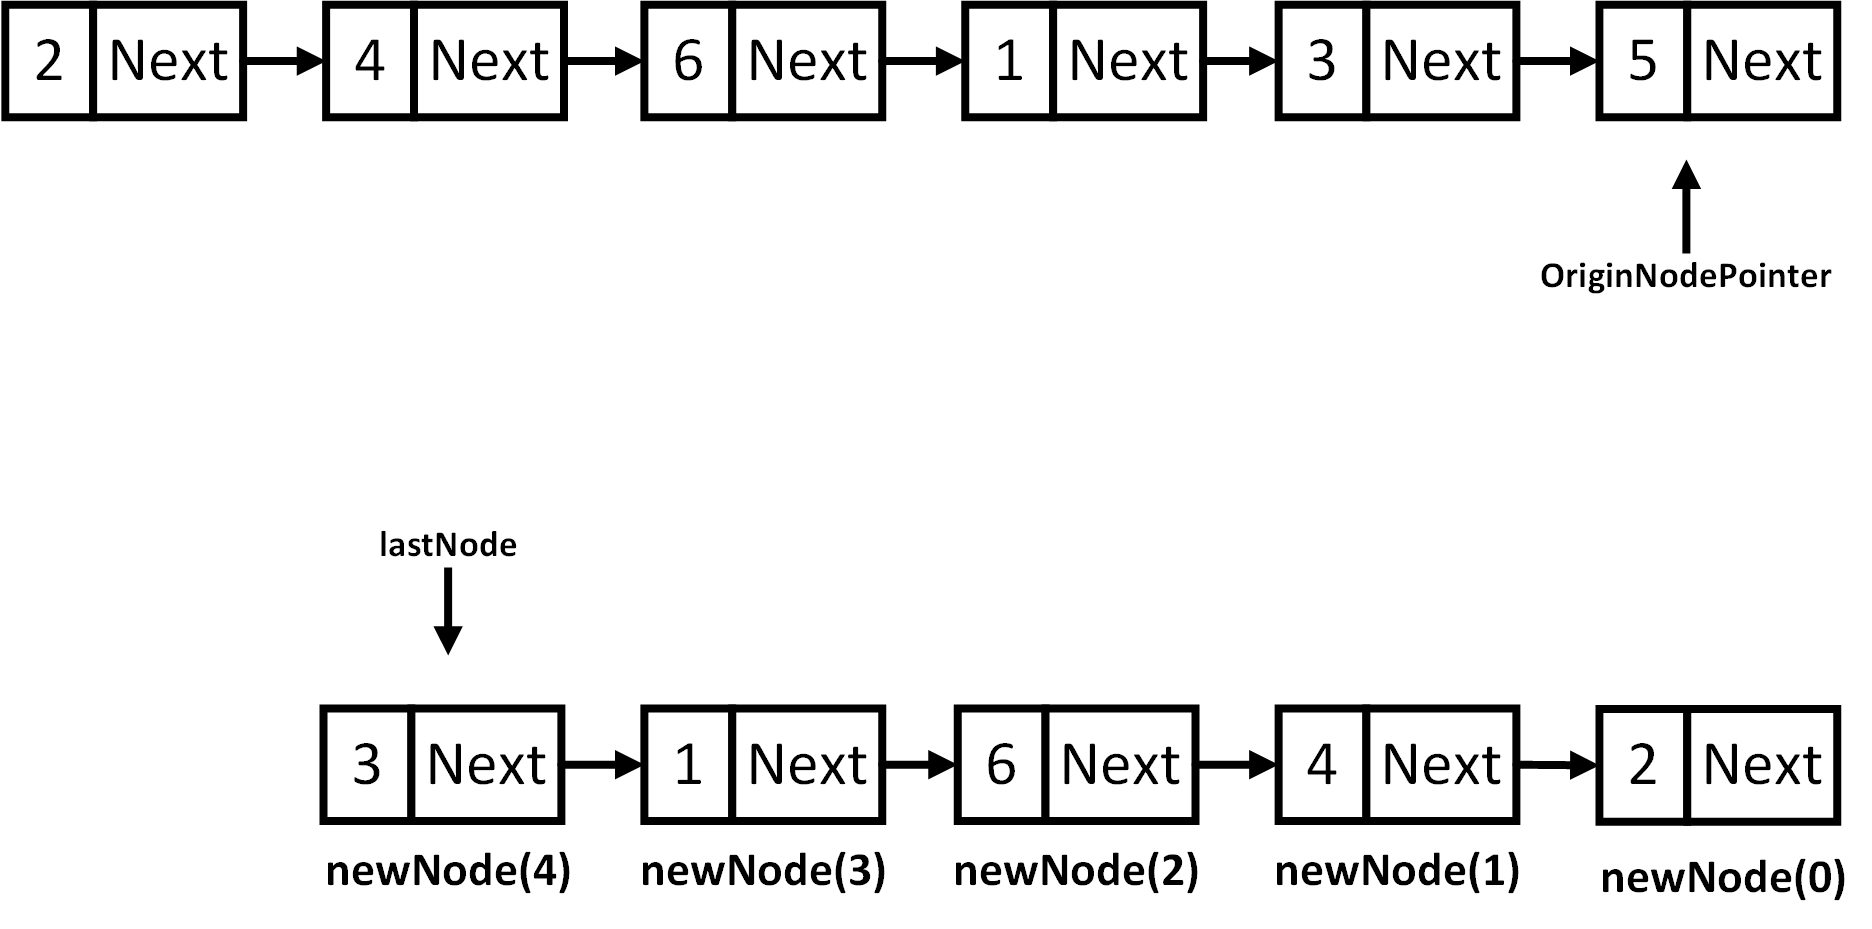 2 Next 4 Next 6 Next 1 Next 3 Next 5 Next
OriginNodePointer
lastNode
3 Next 1 Next 6 Next 4 Next 2 Next
newNode(4) newNode(3) newNode(2) newNode(1) newNode(0)